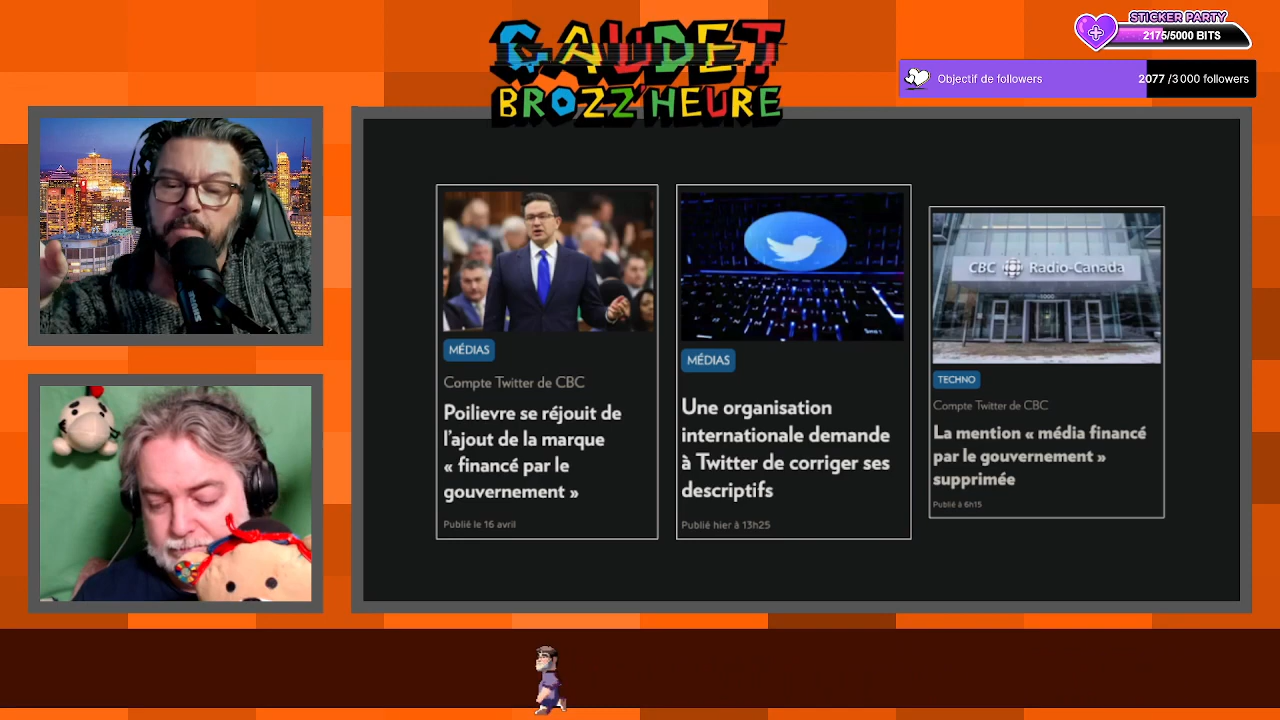 STICKER PARTY
2175/5000 BITS
Objectif de followers 2077 /3 000 followers
GAUDET
BROZZ'HEURE
MÉDIAS
Compte Twitter de CBC
Poilievre se réjouit de
l'ajout de la marque
« financé par le
gouvernement »
Publié le 16 avril
MÉDIAS
Une organisation
internationale demande
à Twitter de corriger ses
descriptifs
Publié hier à 13h25
CBC Radio-Canada
TECHNO
Compte Twitter de CBC
La mention « média financé
par le gouvernement »
supprimée
Publié à 6h15